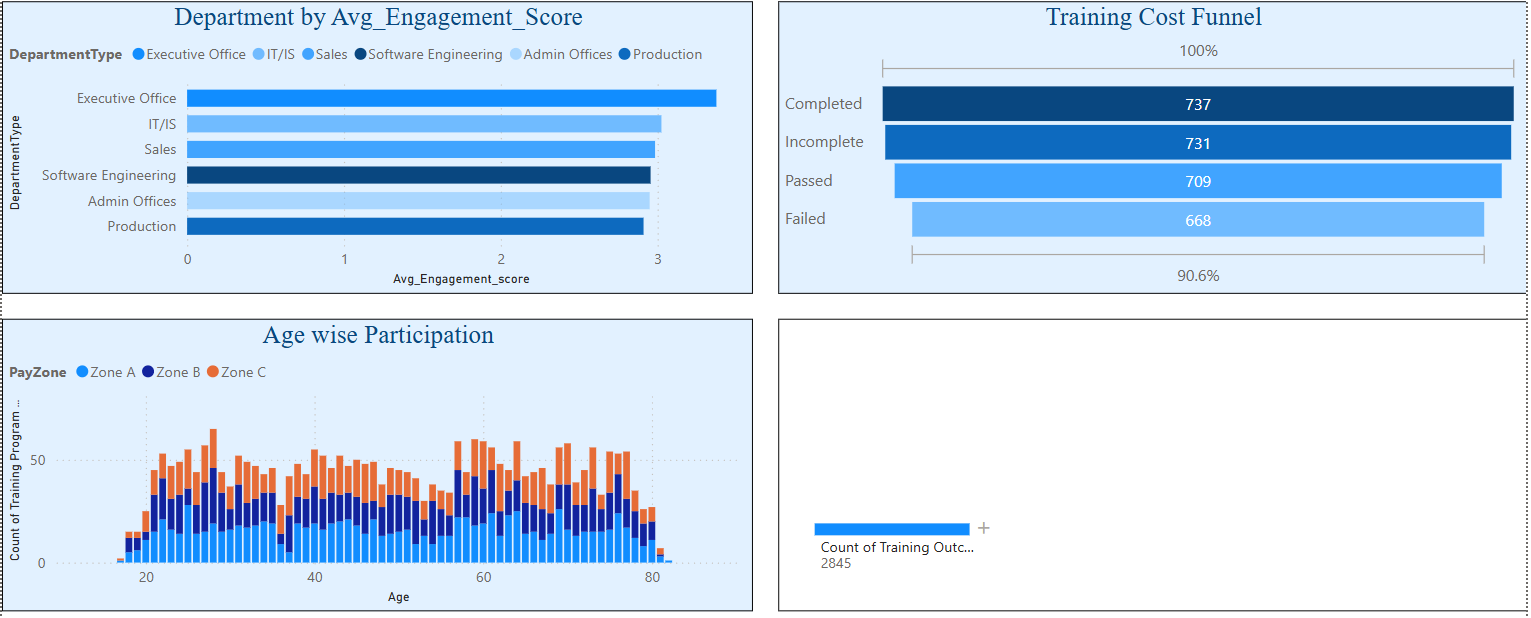 Department by Avg_Engagement_Score
DepartmentType Executive Office IT/IS Sales Software Engineering Admin Offices Production
DepartmentType
Executive Office
IT/IS
Sales
Software Engineering
Admin Offices
Production
0 1 2 3
Avg_Engagement_score
Training Cost Funnel
100%
Completed 737
Incomplete 731
Passed 709
Failed 668
90.6%
Age wise Participation
PayZone Zone A Zone B Zone C
Count of Training Program ...
50
0
20 40 60 80
Age
Count of Training Outc...
2845